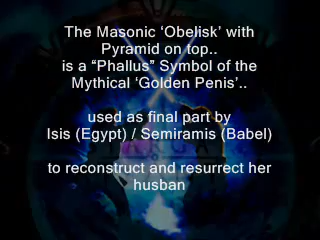 The Masonic ‘Obelisk’ with
Pyramid on top..
is a “Phallus” Symbol of the
Mythical ‘Golden Penis’..
used as final part by
Isis (Egypt) / Semiramis (Babel)
to reconstruct and resurrect her
husban